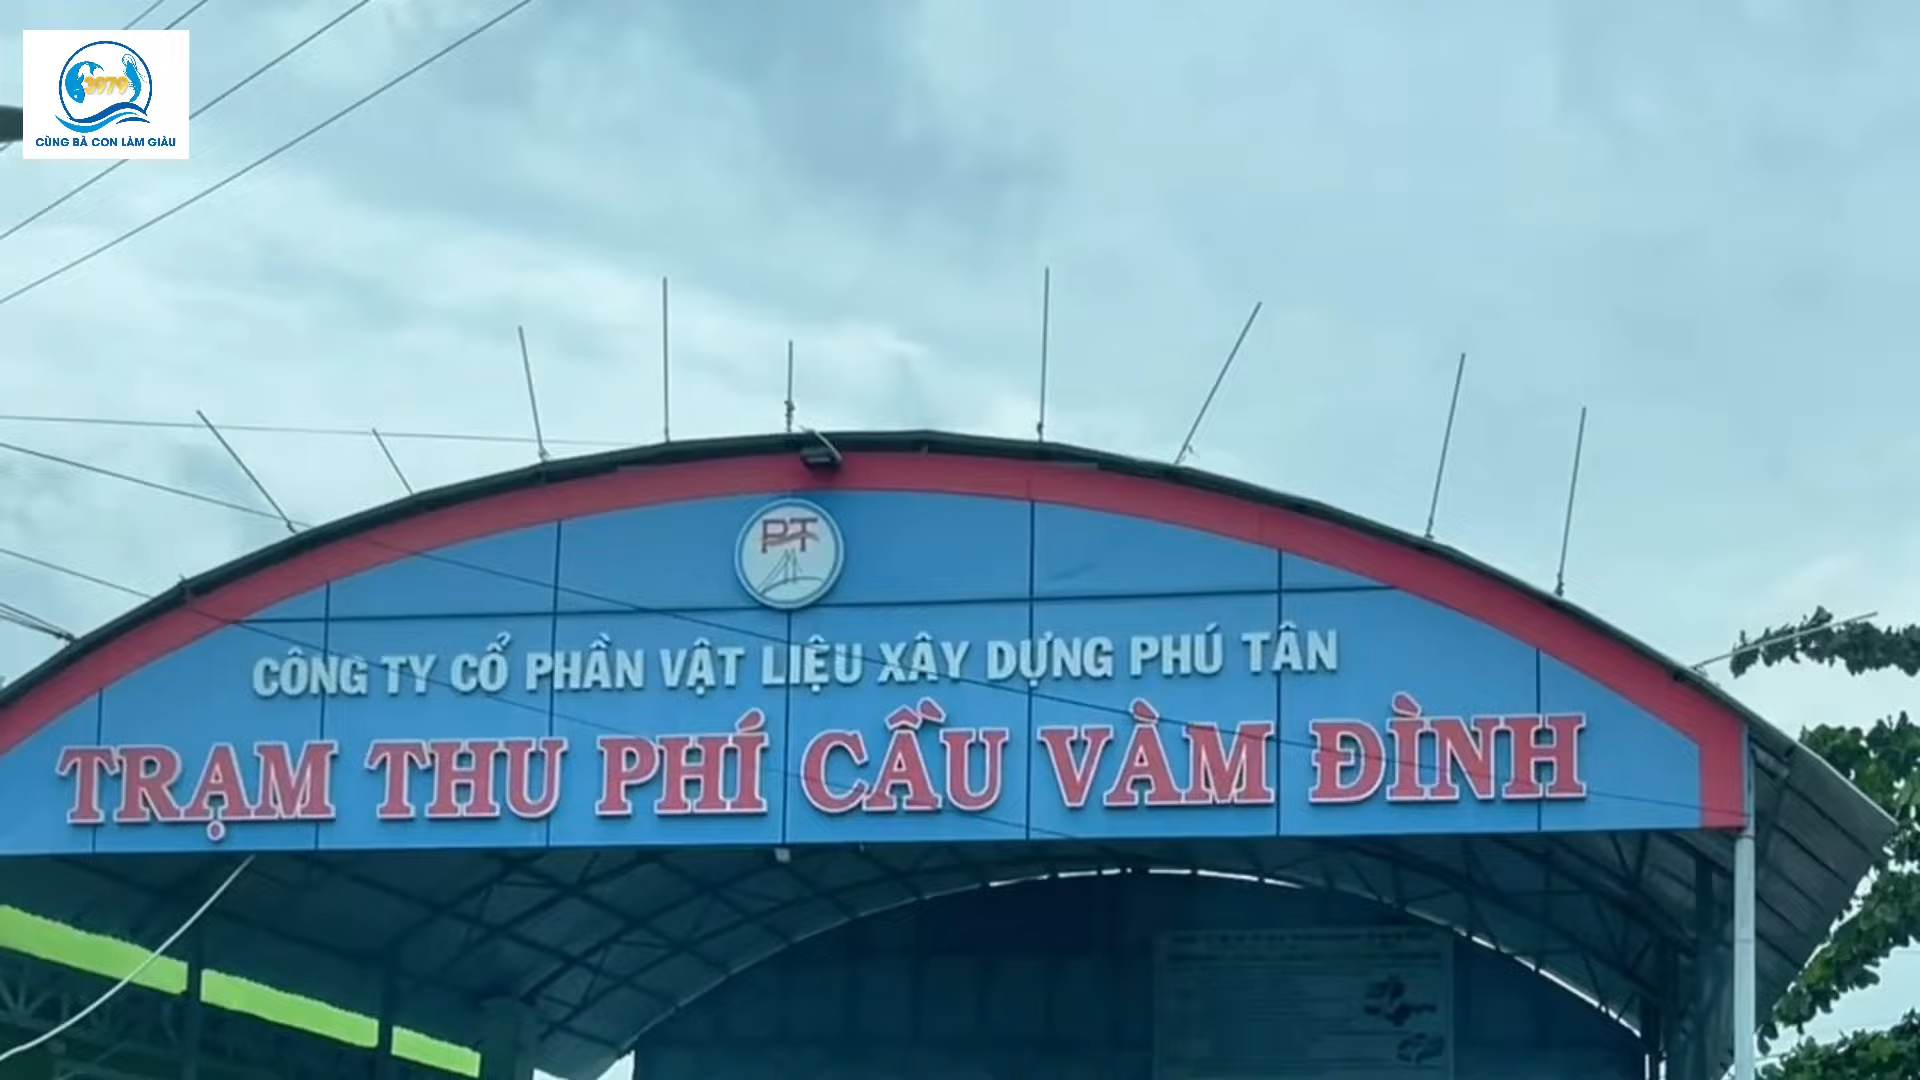 3979
CÙNG BÀ CON LÀM GIÀU
PT
CÔNG TY CỔ PHẦN VẬT LIỆU XÂY DỰNG PHÚ TÂN
TRẠM THU PHÍ CẦU VÀM ĐÌNH